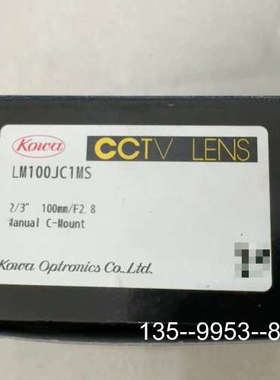 Kowa
CCTV LENS
LM100JC1MS
2/3" 100mm/F2.8
Manual C-Mount
Kowa Optronics Co.,Ltd.
135--9953--8